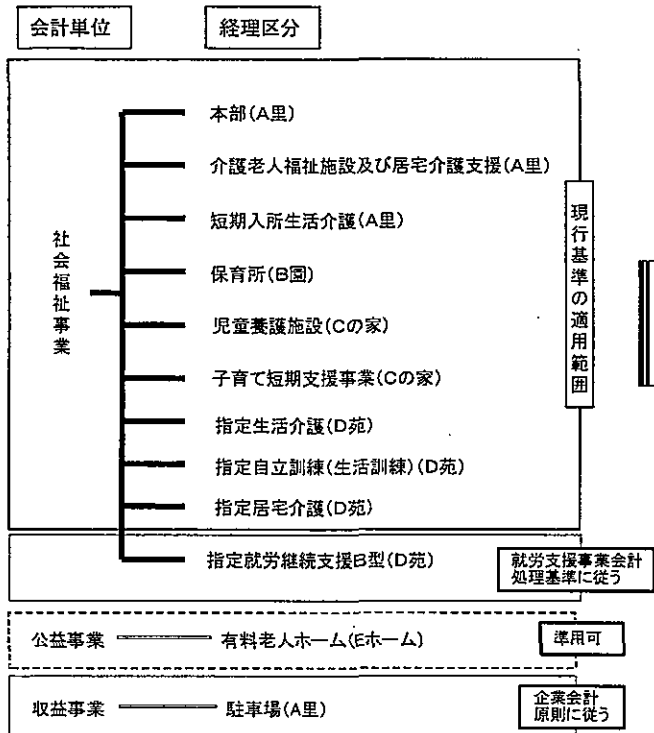 会計単位
経理区分
本部(A里)
介護老人福祉施設及び居宅介護支援(A里)
短期入所生活介護(A里)
社会福祉事業
保育所(B園)
児童養護施設(Cの家)
子育て短期支援事業(Cの家)
指定生活介護(D苑)
指定自立訓練(生活訓練)(D苑)
指定居宅介護(D苑)
現行基準の適用範囲
指定就労継続支援B型(D苑)
就労支援事業会計
処理基準に従う
公益事業
有料老人ホーム(Eホーム)
準用可
収益事業
駐車場(A里)
企業会計
原則に従う